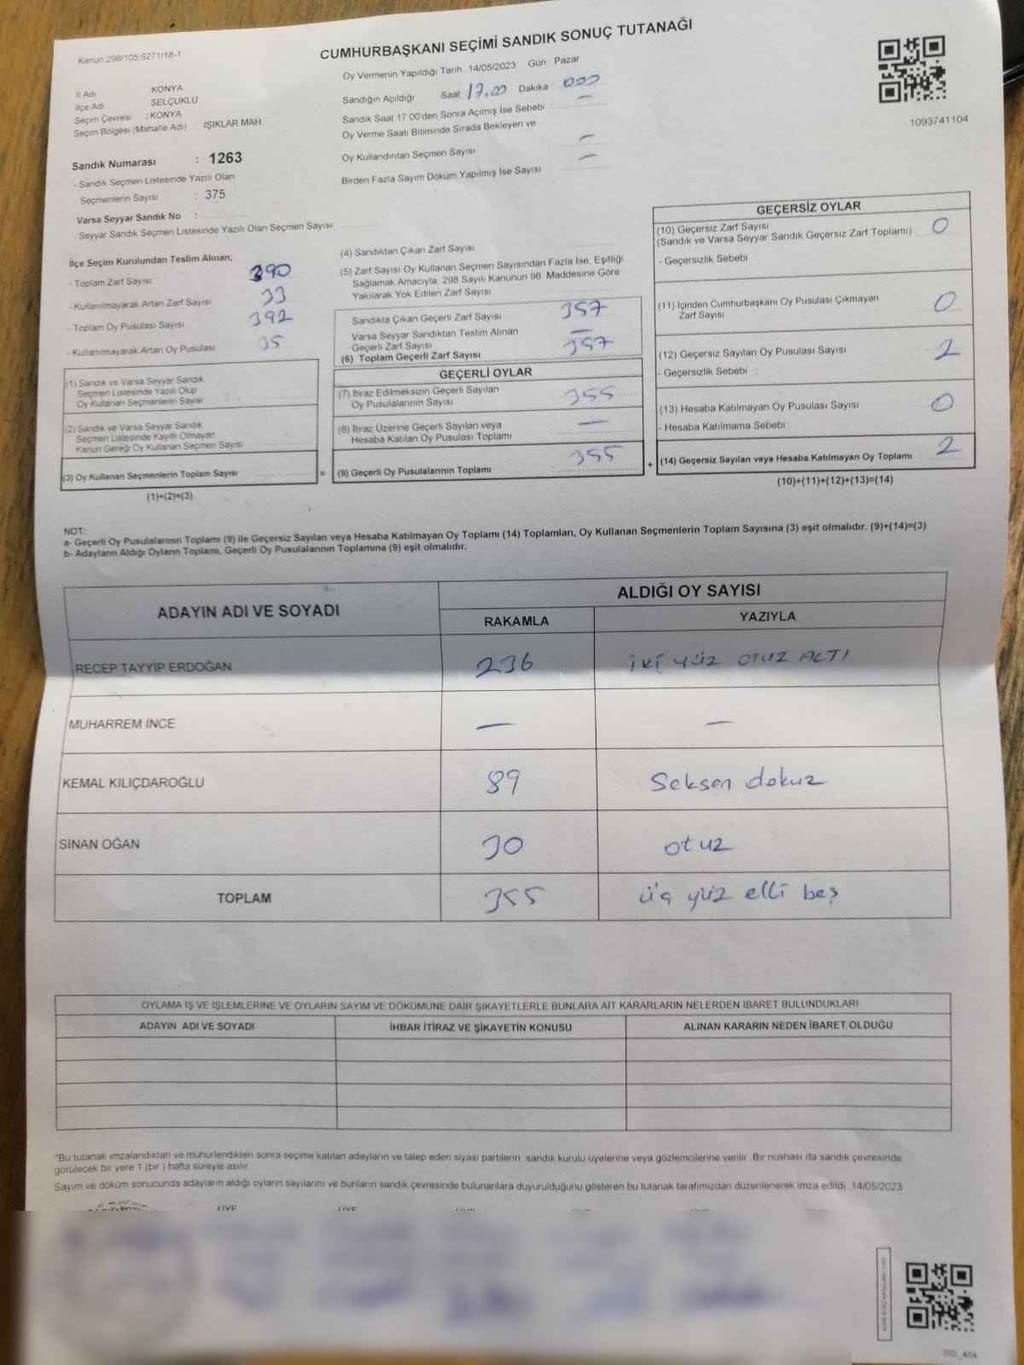 Kanun 298/105;6271/18-1
CUMHURBAŞKANI SEÇİMİ SANDIK SONUÇ TUTANAĞI
İl Adı KONYA
İlçe Adı SELÇUKLU
Seçim Çevresi : KONYA
Seçim Bölgesi (Mahalle Adı) : IŞIKLAR MAH
Sandık Numarası : 1263
- Sandık Seçmen Listesinde Yazılı Olan
Seçmenlerin Sayısı : 375
Varsa Seyyar Sandık No :
- Seyyar Sandık Seçmen Listesinde Yazılı Olan Seçmen Sayısı
Oy Vermenin Yapıldığı Tarih 14/05/2023 Gün Pazar
Sandığın Açıldığı Saat 17.00 Dakika 000
Sandık Saat 17.00'den Sonra Açımış İse Sebebi —
Oy Verme Saati Bitiminde Sırada Bekleyen ve
Oy Kullandırılan Seçmen Sayısı —
Birden Fazla Sayım Döküm Yapılmış İse Sayısı —
1093741104
İlçe Seçim Kurulundan Teslim Alınan;
- Toplam Zarf Sayısı 390
- Kullanılmayarak Artan Zarf Sayısı 33
- Toplam Oy Pusulası Sayısı 392
- Kullanılmayarak Artan Oy Pusulası 35
(1) Sandık ve Varsa Seyyar Sandık
Seçmen Listesinde Yazılı Olup
Oy Kullanan Seçmenlerin Sayısı
(2) Sandık ve Varsa Seyyar Sandık
Seçmen Listesinde Kayıtlı Olmayan
Kanun Gereği Oy Kullanan Seçmen Sayısı
(3) Oy Kullanan Seçmenlerin Toplam Sayısı =
(1)+(2)=(3)
(4) Sandıktan Çıkan Zarf Sayısı
(5) Zarf Sayısı Oy Kullanan Seçmen Sayısından Fazla İse, Eşitliği
Sağlamak Amacıyla, 298 Sayılı Kanunun 98. Maddesine Göre
Yakılarak Yok Edilen Zarf Sayısı
Sandıkta Çıkan Geçerli Zarf Sayısı 357
Varsa Seyyar Sandıktan Teslim Alınan
Geçerli Zarf Sayısı —
(6) Toplam Geçerli Zarf Sayısı 357
GEÇERLİ OYLAR
(7) İtiraz Edilmeksizin Geçerli Sayılan
Oy Pusulalarının Sayısı 355
(8) İtiraz Üzerine Geçerli Sayılan veya
Hesaba Katılan Oy Pusulası Toplamı —
(9) Geçerli Oy Pusulalarının Toplamı 355 +
GEÇERSİZ OYLAR
(10) Geçersiz Zarf Sayısı 0
(Sandık ve Varsa Seyyar Sandık Geçersiz Zarf Toplamı)
- Geçersizlik Sebebi
(11) İçinden Cumhurbaşkanı Oy Pusulası Çıkmayan
Zarf Sayısı 0
(12) Geçersiz Sayılan Oy Pusulası Sayısı 2
- Geçersizlik Sebebi :
(13) Hesaba Katılmayan Oy Pusulası Sayısı 0
- Hesaba Katılmama Sebebi
(14) Geçersiz Sayılan veya Hesaba Katılmayan Oy Toplamı 2
(10)+(11)+(12)+(13)=(14)
NOT:
a- Geçerli Oy Pusulalarının Toplamı (9) ile Geçersiz Sayılan veya Hesaba Katılmayan Oy Toplamı (14) Toplamları, Oy Kullanan Seçmenlerin Toplam Sayısına (3) eşit olmalıdır. (9)+(14)=(3)
b- Adayların Aldığı Oyların Toplamı, Geçerli Oy Pusulalarının Toplamına (9) eşit olmalıdır.
ADAYIN ADI VE SOYADI
ALDIĞI OY SAYISI
RAKAMLA YAZIYLA
RECEP TAYYİP ERDOĞAN 236 iki yüz OTUZ ALTI
MUHARREM İNCE — —
KEMAL KILIÇDAROĞLU 89 Seksen dokuz
SİNAN OĞAN 30 otuz
TOPLAM 355 üç yüz elli beş
OYLAMA İŞ VE İŞLEMLERİNE VE OYLARIN SAYIM VE DÖKÜMÜNE DAİR ŞİKAYETLERLE BUNLARA AİT KARARLARIN NELERDEN İBARET BULUNDUKLARI
ADAYIN ADI VE SOYADI İHBAR İTİRAZ VE ŞİKAYETİN KONUSU ALINAN KARARIN NEDEN İBARET OLDUĞU
*Bu tutanak imzalandıktan ve mühürlendikten sonra seçime katılan adayların ve talep eden siyasi partilerin sandık kurulu üyelerine veya gözlemcilerine verilir. Bir nüshası da sandık çevresinde
görülecek bir yere 1 (bir) hafta süreyle asılır.
Sayım ve döküm sonucunda adayların aldığı oyların sayılarını ve bunların sandık çevresinde bulunanlara duyurulduğunu gösteren bu tutanak tarafımızdan düzenlenerek imza edildi. 14/05/2023